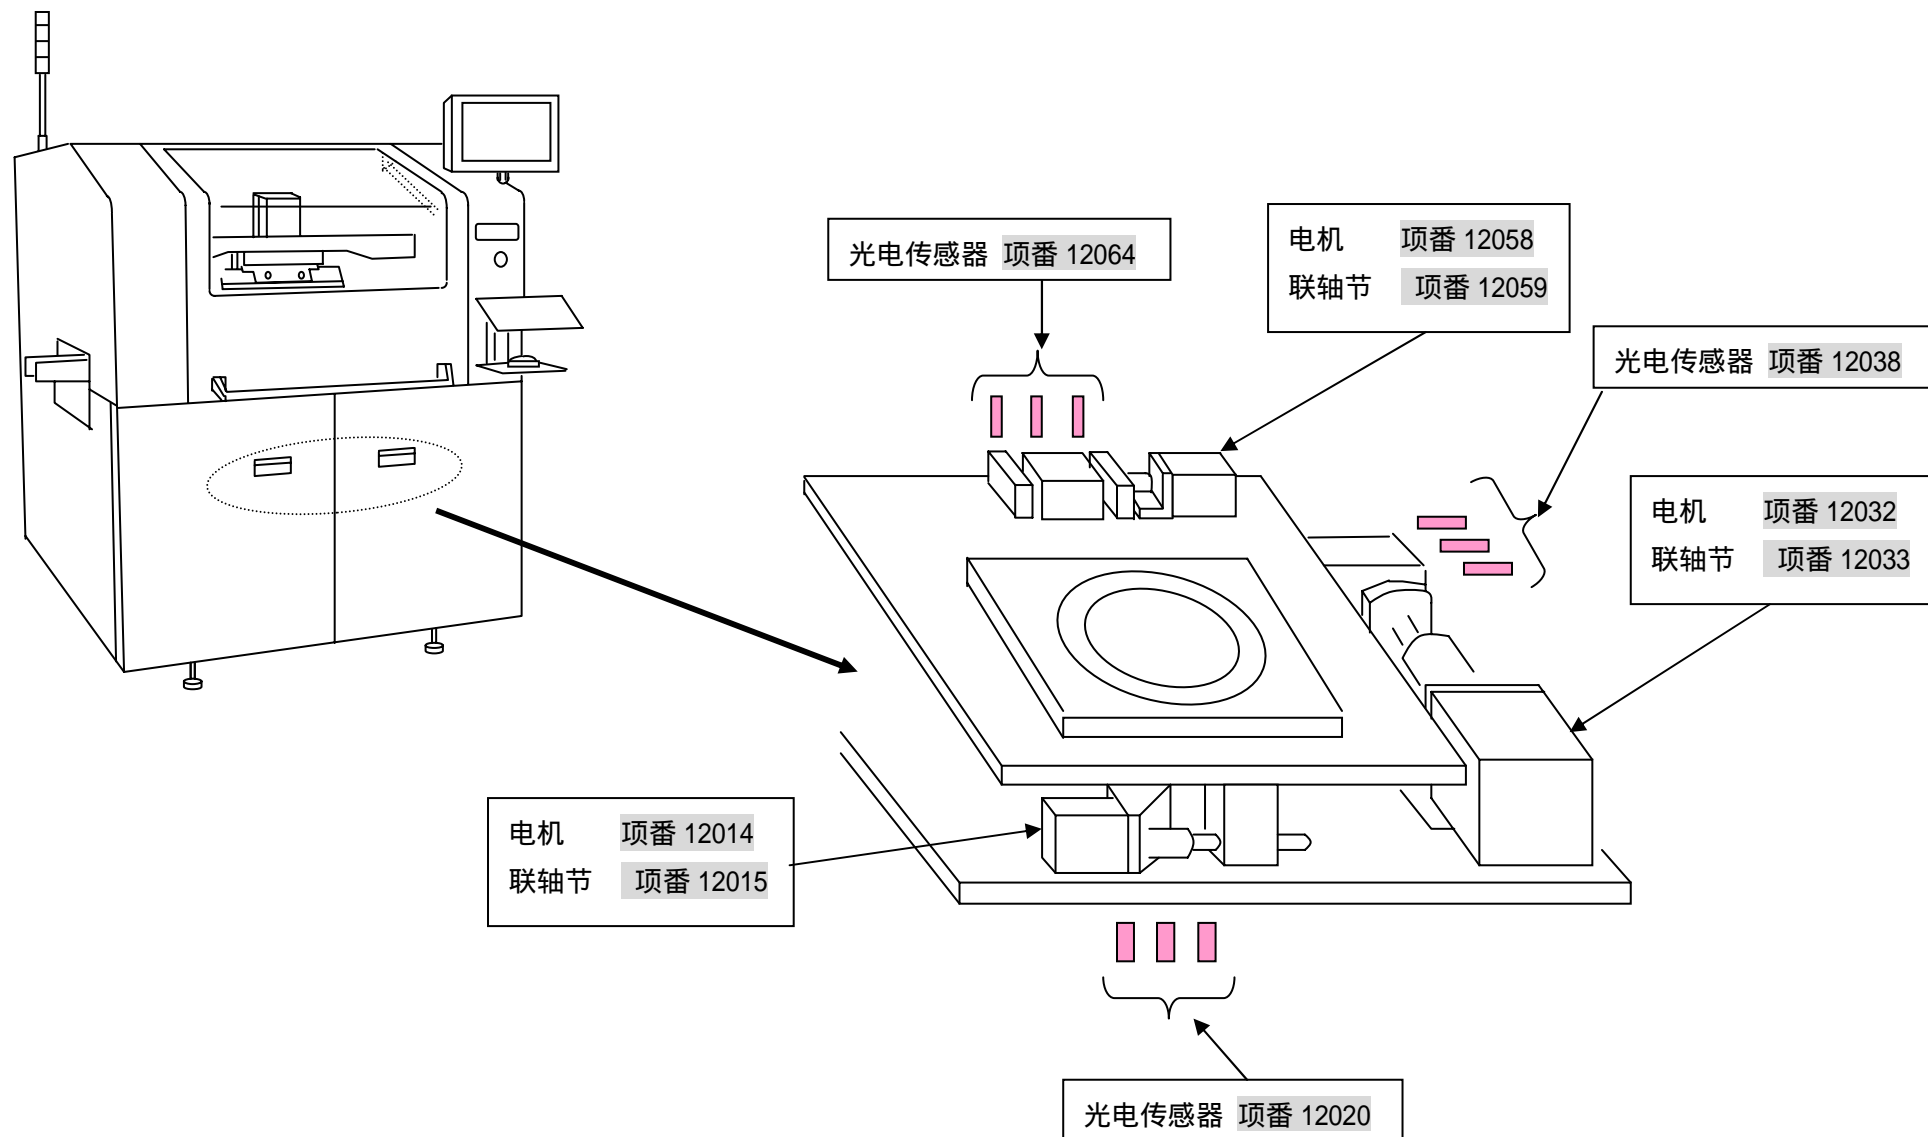 光电传感器 项番 12064
电机 项番 12058
联轴节 项番 12059
光电传感器 项番 12038
电机 项番 12032
联轴节 项番 12033
电机 项番 12014
联轴节 项番 12015
光电传感器 项番 12020